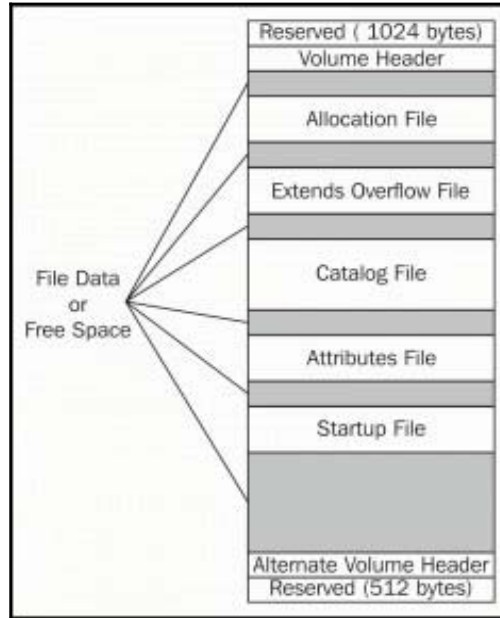 Reserved ( 1024 bytes)
Volume Header
Allocation File
Extends Overflow File
Catalog File
Attributes File
Startup File
Alternate Volume Header
Reserved (512 bytes)
File Data
or
Free Space